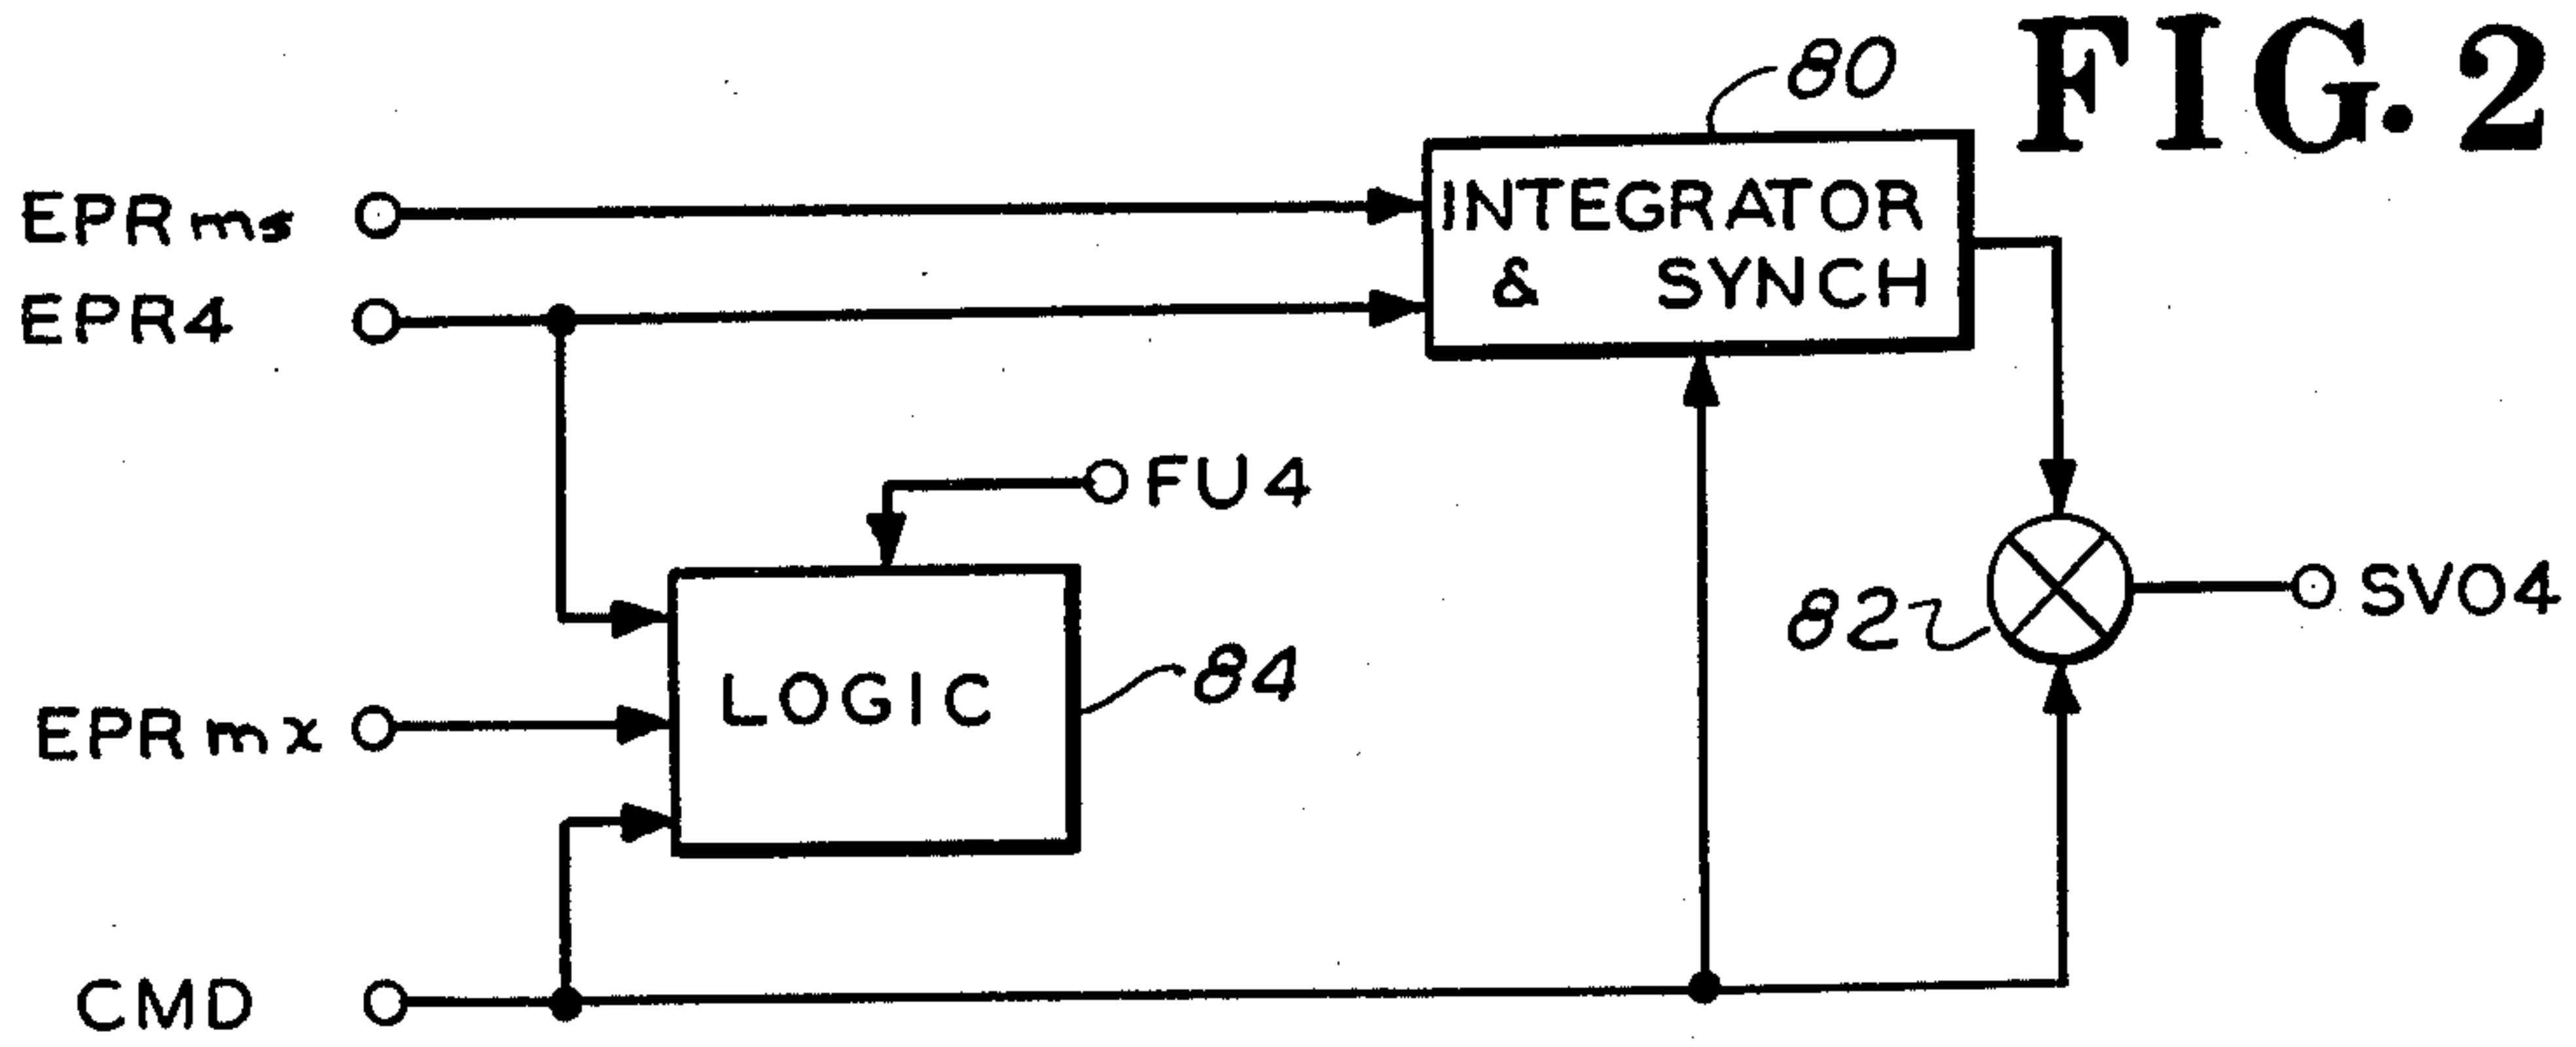 FIG. 2
80
EPRms
INTEGRATOR
& SYNCH
EPR4
FU4
82
SVO4
LOGIC
84
EPRmx
CMD